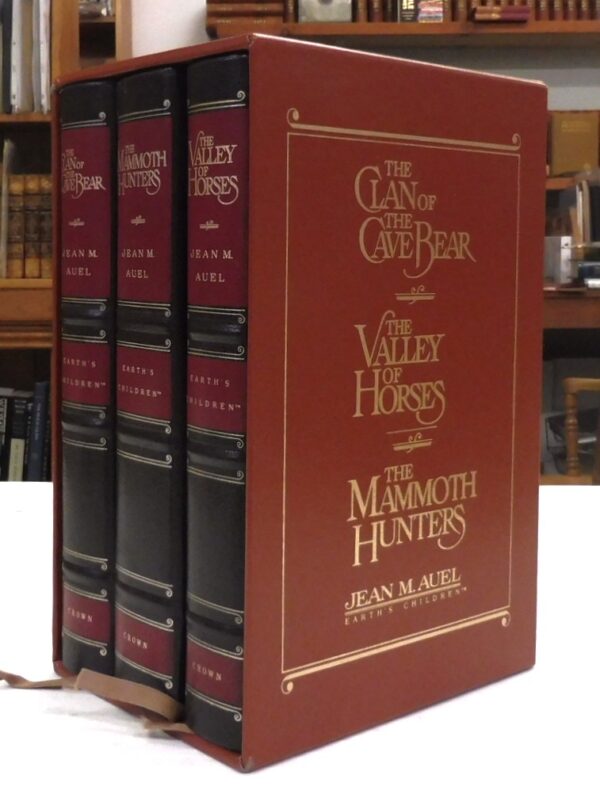 THE
CLAN OF
THE
CAVE BEAR
JEAN M.
AUEL
EARTH'S
CHILDREN™
CROWN
THE
MAMMOTH
HUNTERS
JEAN M.
AUEL
EARTH'S
CHILDREN™
CROWN
THE
VALLEY
OF
HORSES
JEAN M.
AUEL
EARTH'S
CHILDREN™
CROWN
THE
CLAN OF
THE
CAVE BEAR
THE
VALLEY
OF
HORSES
THE
MAMMOTH
HUNTERS
JEAN M. AUEL
EARTH'S CHILDREN™